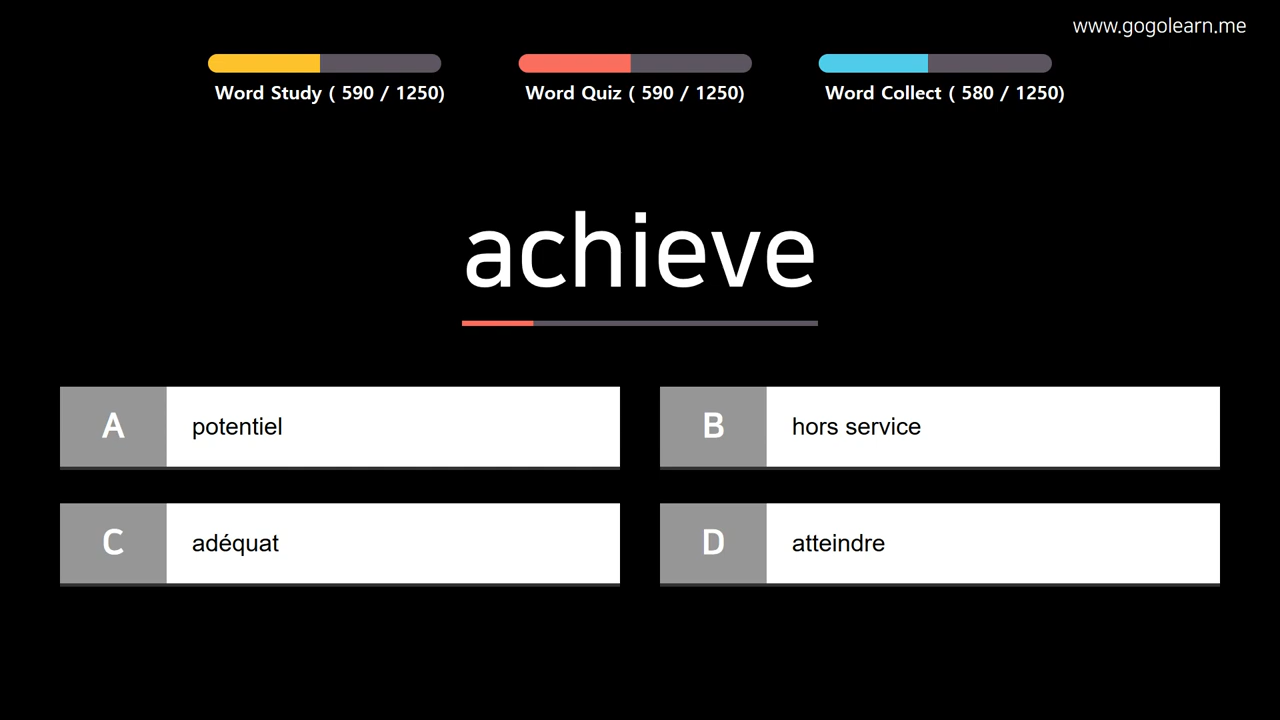 www.gogolearn.me
Word Study ( 590 / 1250)
Word Quiz ( 590 / 1250)
Word Collect ( 580 / 1250)
achieve
A potentiel
B hors service
C adéquat
D atteindre